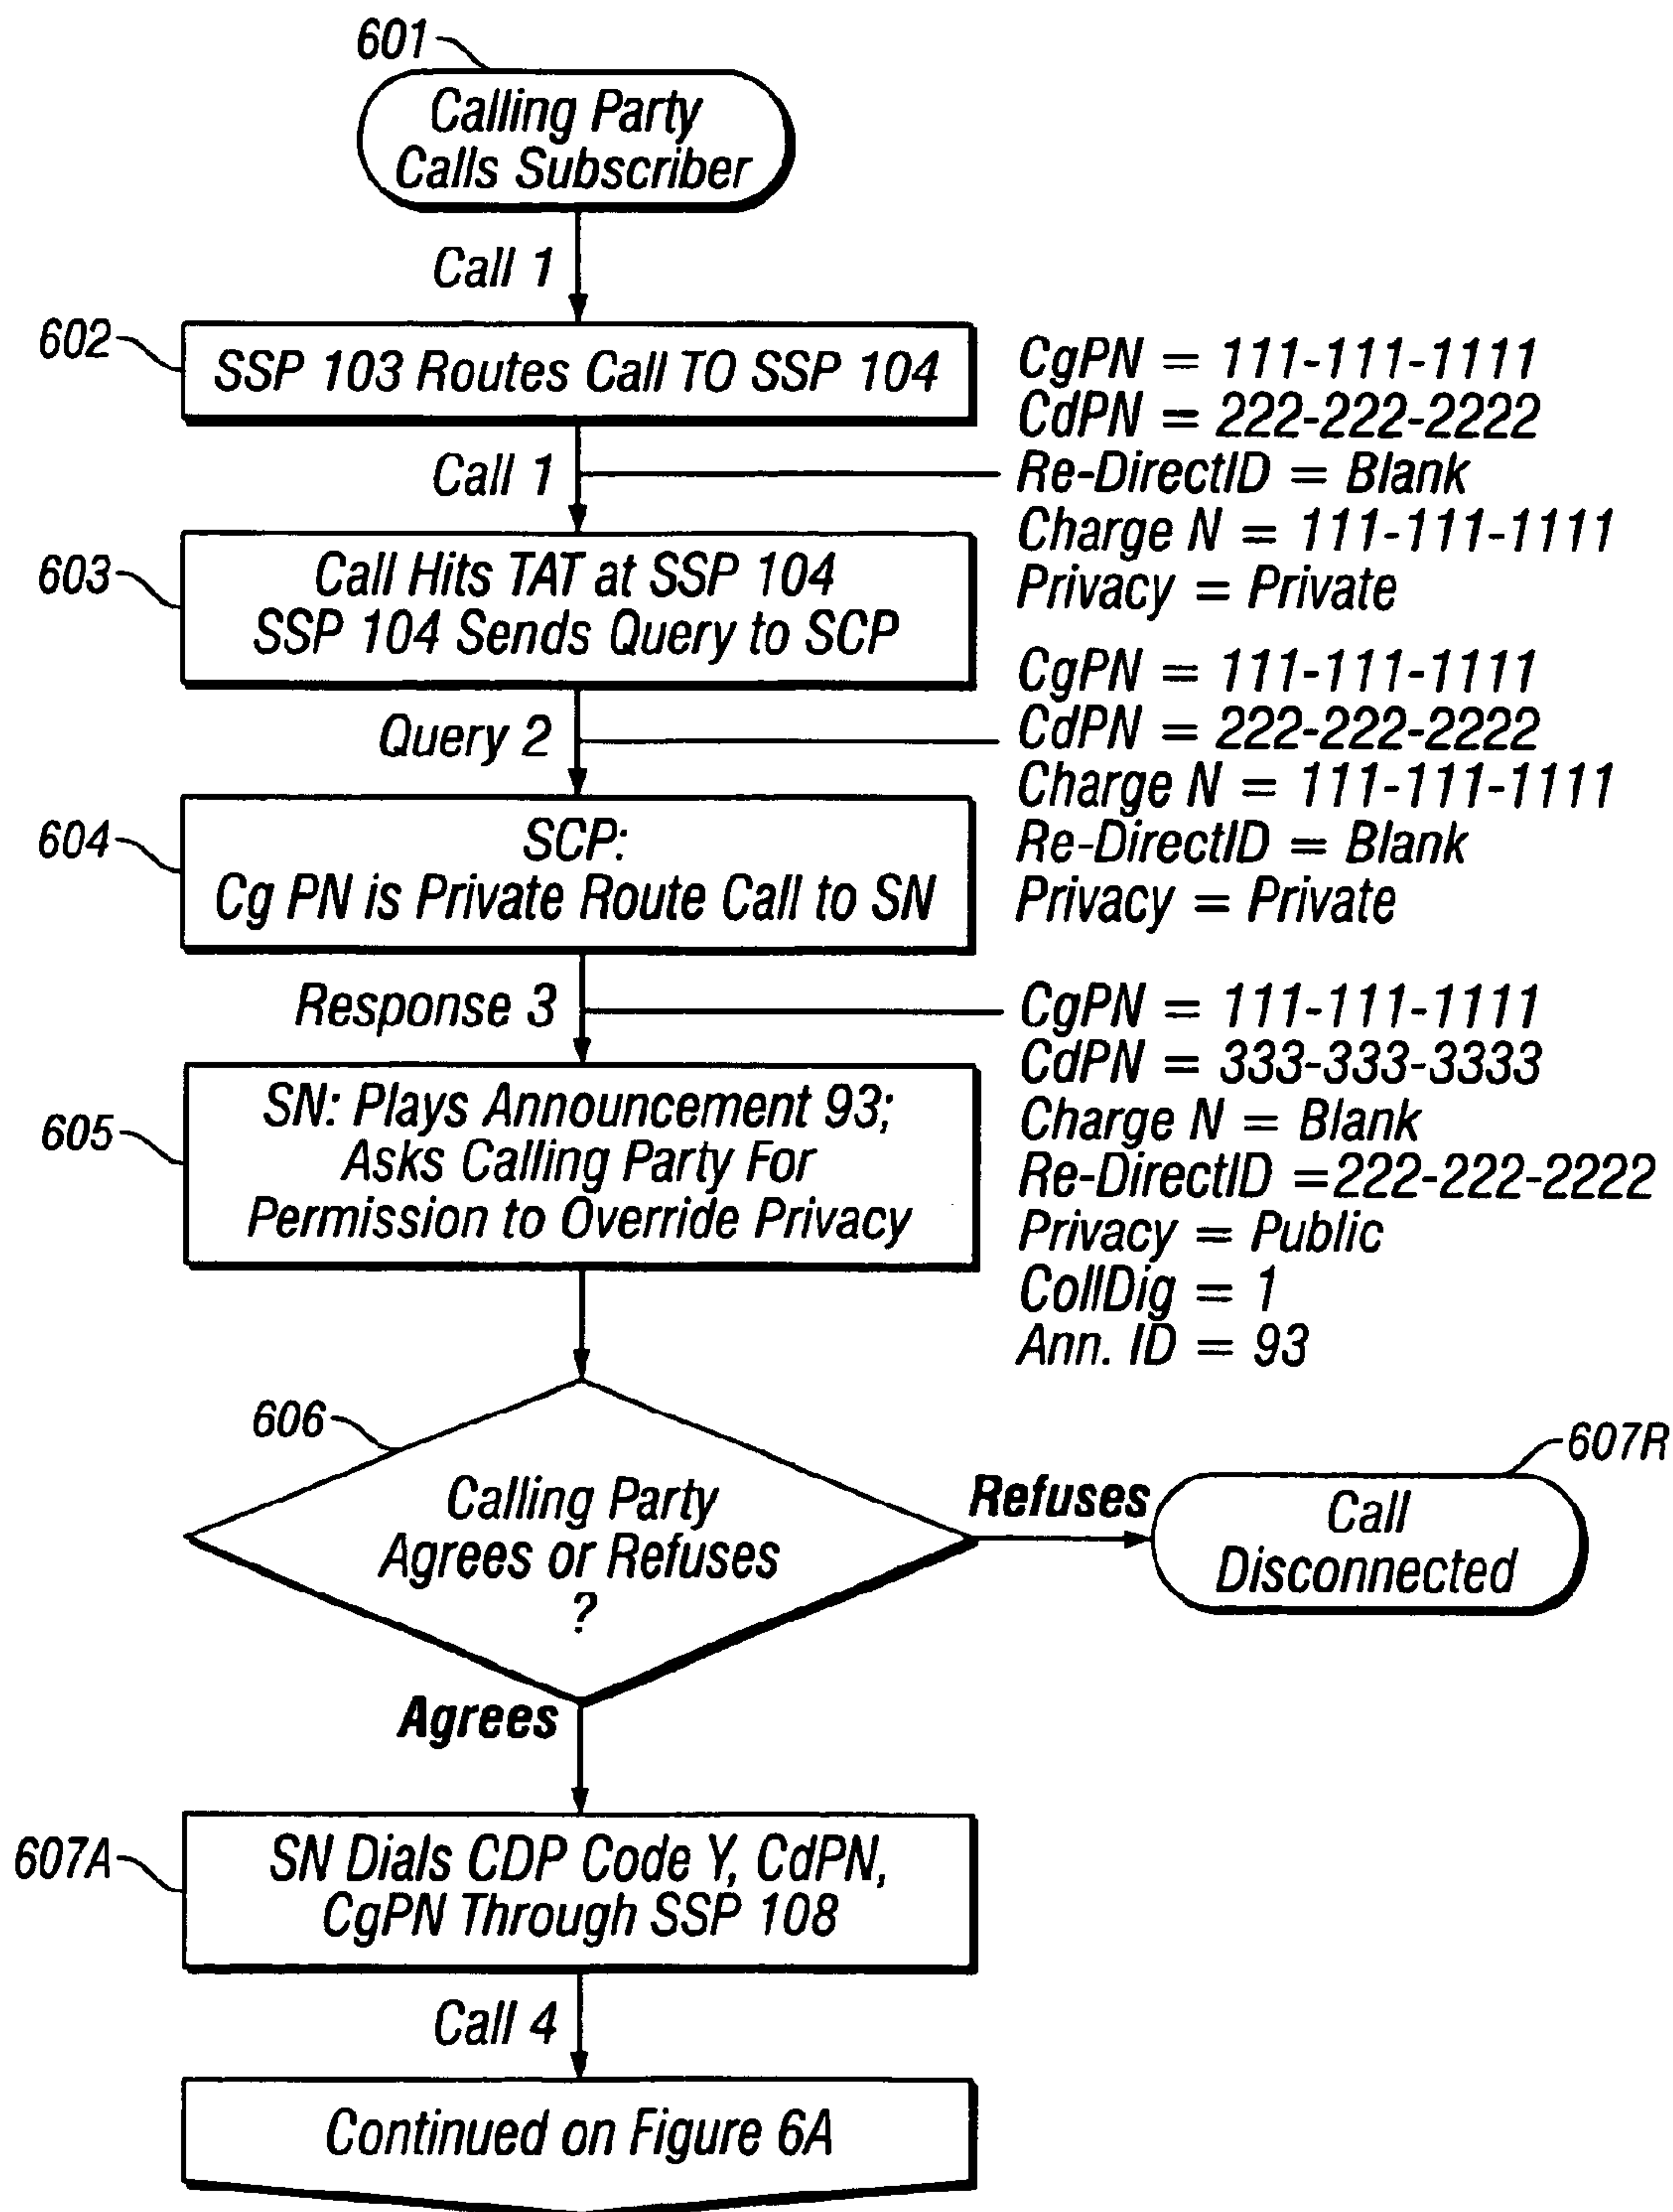 601
Calling Party
Calls Subscriber
Call 1
602
SSP 103 Routes Call TO SSP 104
CgPN = 111-111-1111
CdPN = 222-222-2222
Re-DirectID = Blank
Charge N = 111-111-1111
Privacy = Private
Call 1
603
Call Hits TAT at SSP 104
SSP 104 Sends Query to SCP
Query 2
CgPN = 111-111-1111
CdPN = 222-222-2222
Charge N = 111-111-1111
Re-DirectID = Blank
Privacy = Private
604
SCP:
Cg PN is Private Route Call to SN
Response 3
CgPN = 111-111-1111
CdPN = 333-333-3333
Charge N = Blank
Re-DirectID =222-222-2222
Privacy = Public
CollDig = 1
Ann. ID = 93
605
SN: Plays Announcement 93;
Asks Calling Party For
Permission to Override Privacy
606
Calling Party
Agrees or Refuses
?
Refuses
607R
Call
Disconnected
Agrees
607A
SN Dials CDP Code Y, CdPN,
CgPN Through SSP 108
Call 4
Continued on Figure 6A